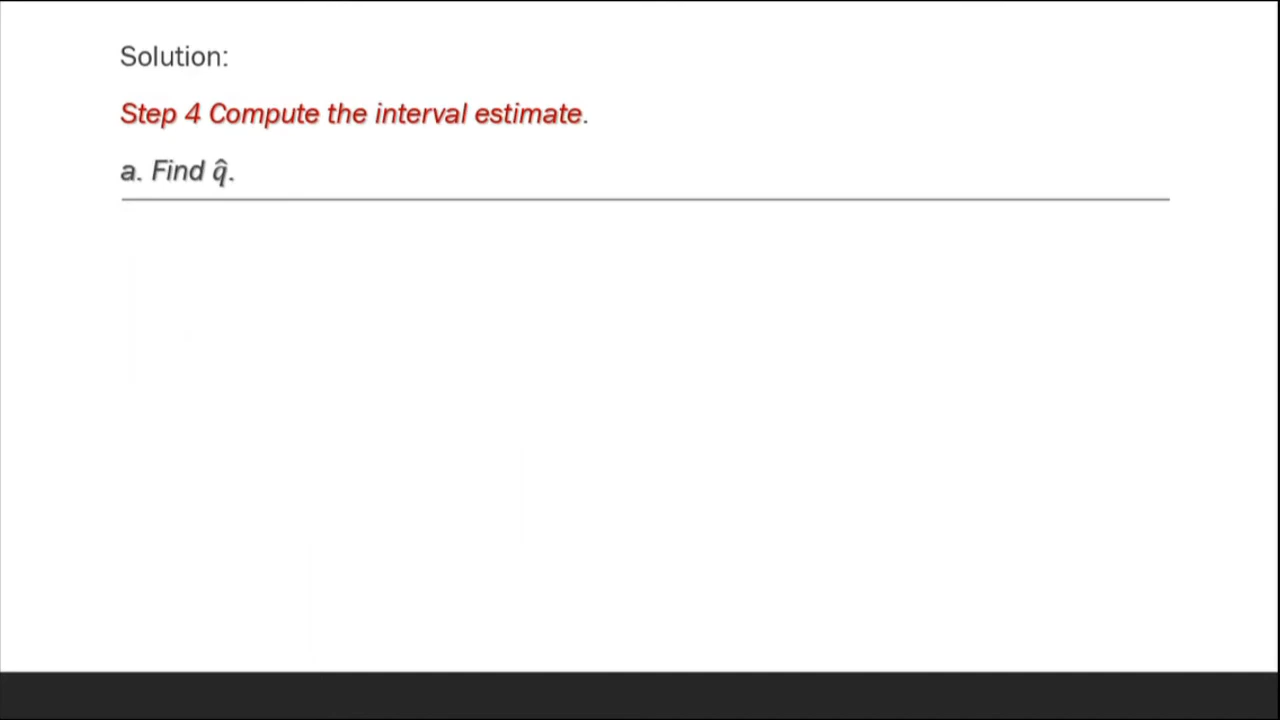 Solution:
Step 4 Compute the interval estimate.
a. Find q̂.